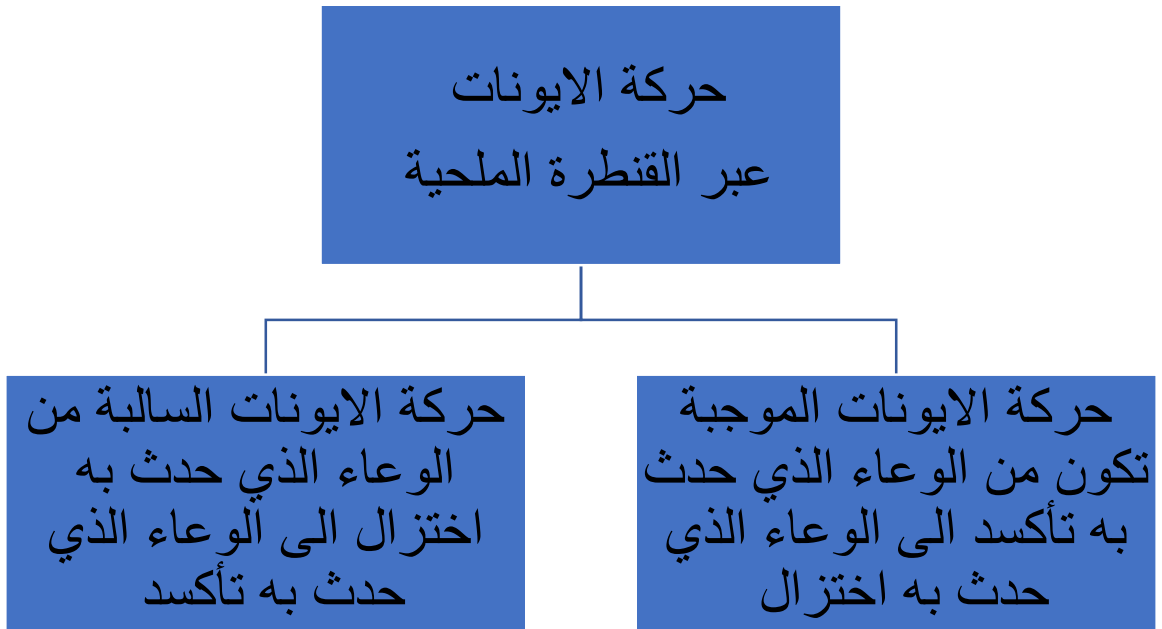 حركة الايونات
عبر القنطرة الملحية
حركة الايونات الموجبة
تكون من الوعاء الذي حدث
به تأكسد الى الوعاء الذي
حدث به اختزال
حركة الايونات السالبة من
الوعاء الذي حدث به
اختزال الى الوعاء الذي
حدث به تأكسد